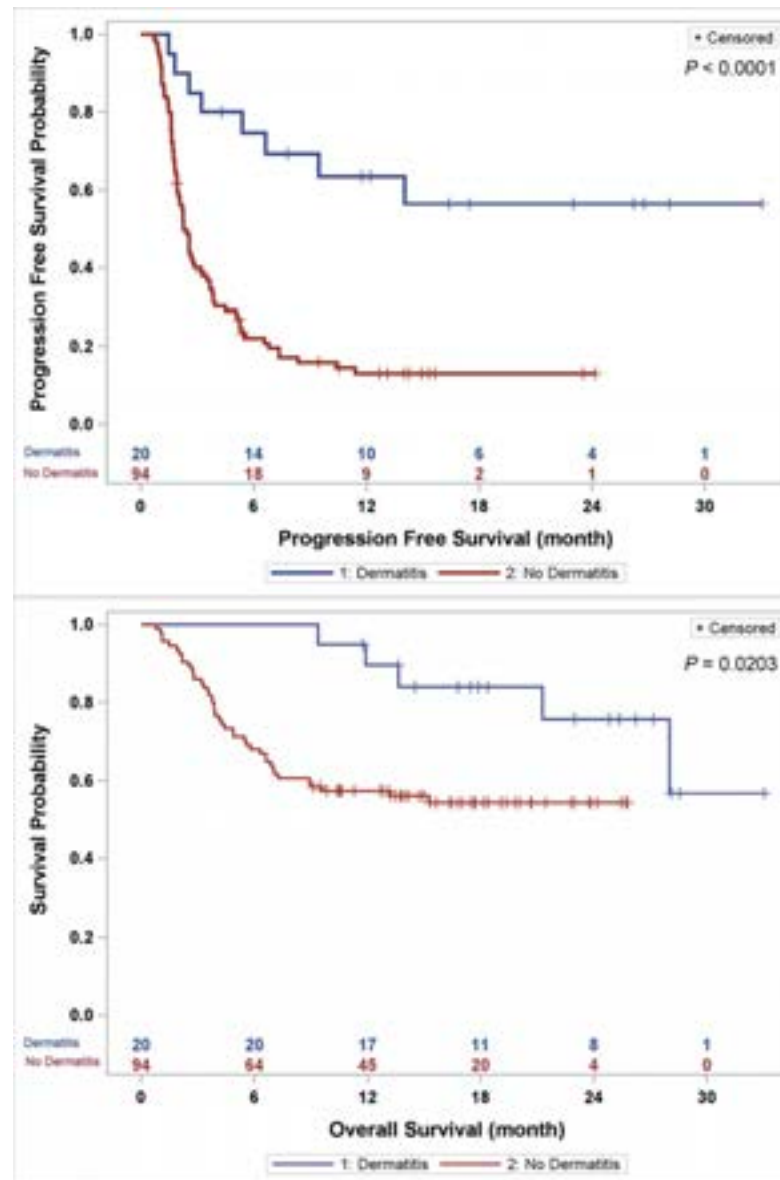 1.0
+ Censored
P < 0.0001
0.8
0.6
0.4
0.2
0.0
Progression Free Survival Probability
Dermatitis 20 14 10 6 4 1
No Dermatitis 94 18 9 2 1 0
0 6 12 18 24 30
Progression Free Survival (month)
1: Dermatitis 2: No Dermatitis
1.0
+ Censored
P = 0.0203
0.8
0.6
0.4
0.2
0.0
Survival Probability
Dermatitis 20 20 17 11 8 1
No Dermatitis 94 64 45 20 4 0
0 6 12 18 24 30
Overall Survival (month)
1: Dermatitis 2: No Dermatitis